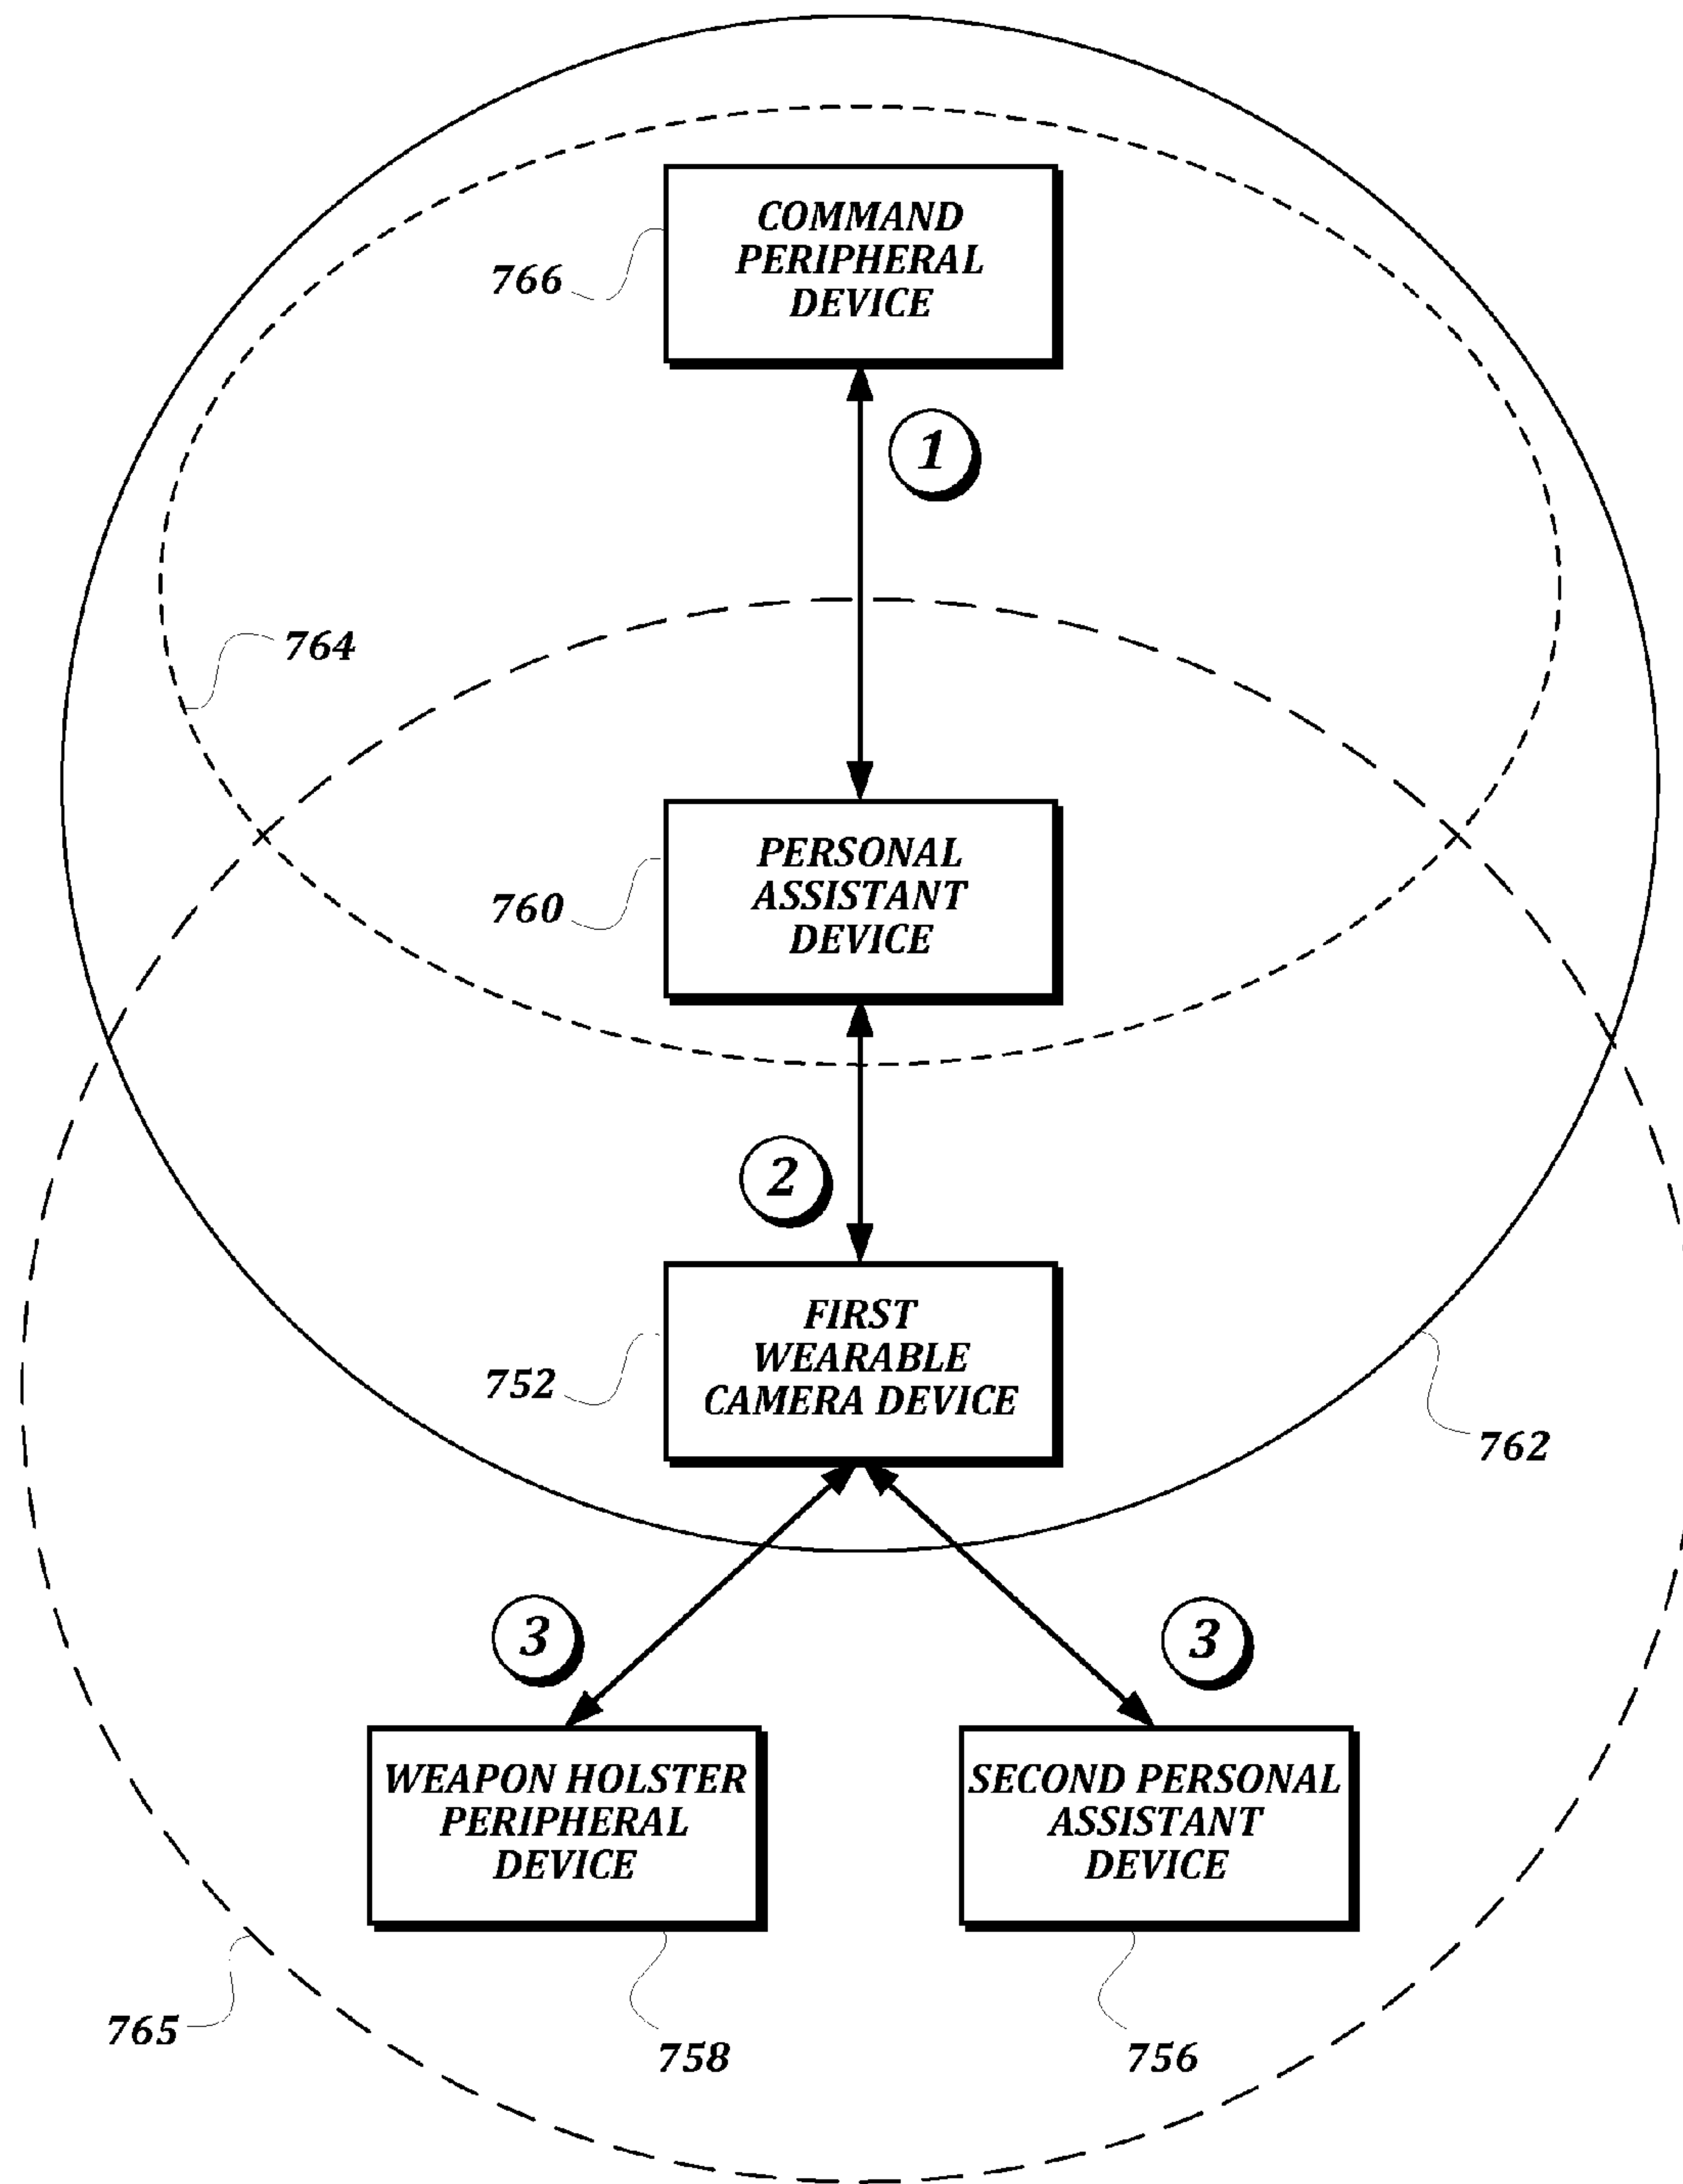 COMMAND
PERIPHERAL
DEVICE
766
1
764
PERSONAL
ASSISTANT
DEVICE
760
2
FIRST
WEARABLE
CAMERA DEVICE
752
762
3
3
WEAPON HOLSTER
PERIPHERAL
DEVICE
SECOND PERSONAL
ASSISTANT
DEVICE
765
758
756